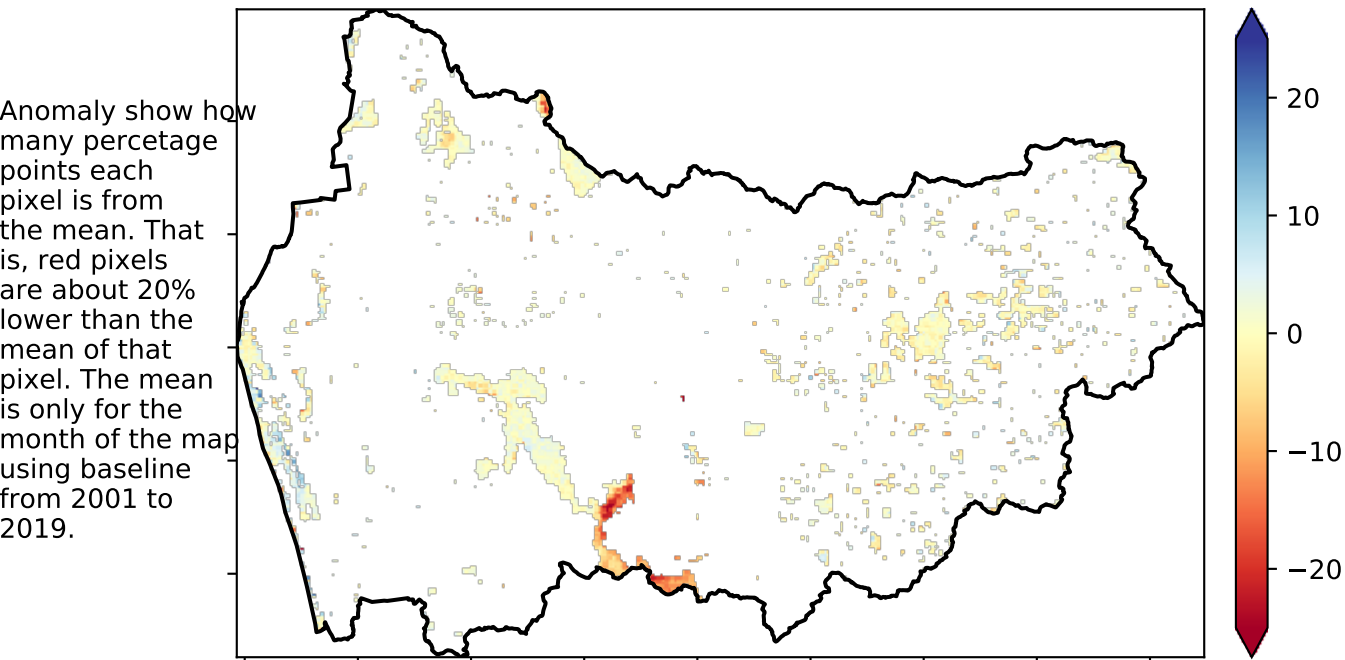 Anomaly show how
many percetage
points each
pixel is from
the mean. That
is, red pixels
are about 20%
lower than the
mean of that
pixel. The mean
is only for the
month of the map
using baseline
from 2001 to
2019.
20
10
0
−10
−20